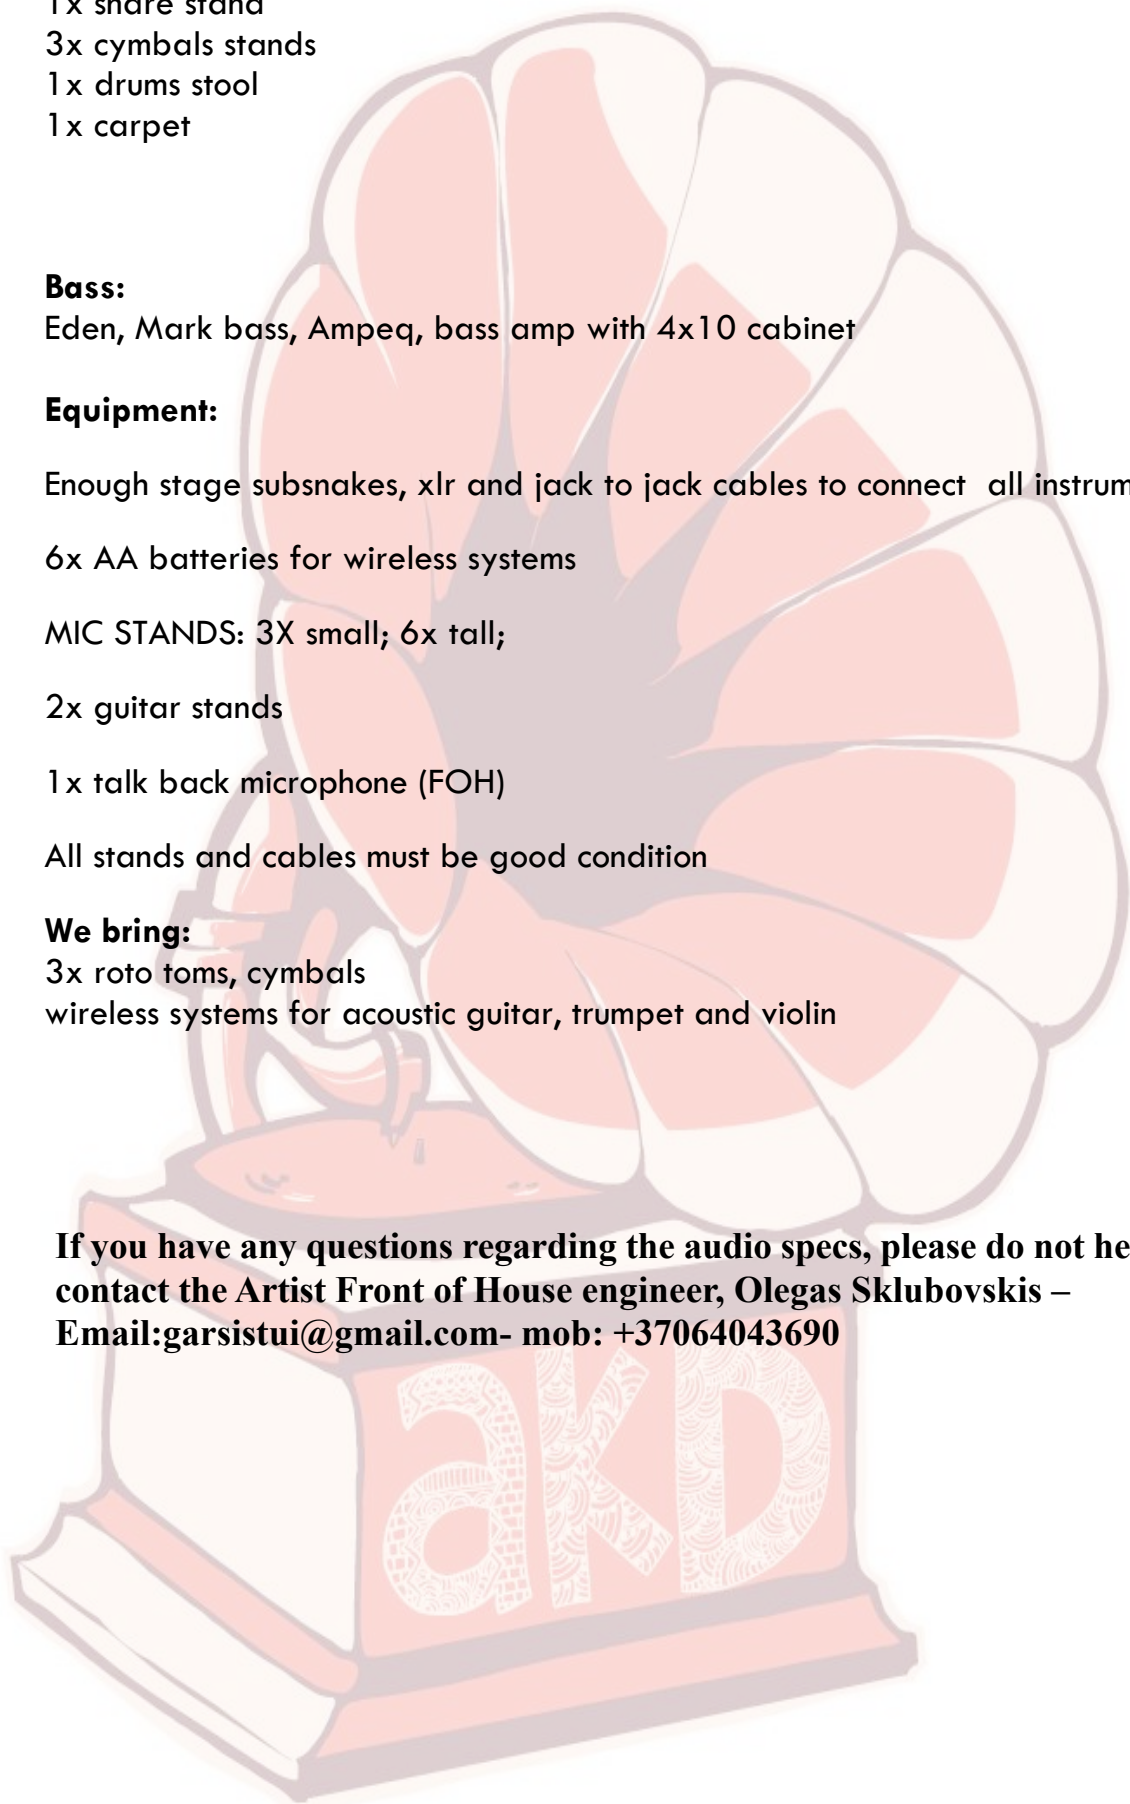 1x snare stand
3x cymbals stands
1x drums stool
1x carpet
Bass:
Eden, Mark bass, Ampeq, bass amp with 4x10 cabinet
Equipment:
Enough stage subsnakes, xlr and jack to jack cables to connect  all instrum
6x AA batteries for wireless systems
MIC STANDS: 3X small; 6x tall;
2x guitar stands
1x talk back microphone (FOH)
All stands and cables must be good condition
We bring:
3x roto toms, cymbals
wireless systems for acoustic guitar, trumpet and violin
If you have any questions regarding the audio specs, please do not he
contact the Artist Front of House engineer, Olegas Sklubovskis –
Email:garsistui@gmail.com- mob: +37064043690
aKD